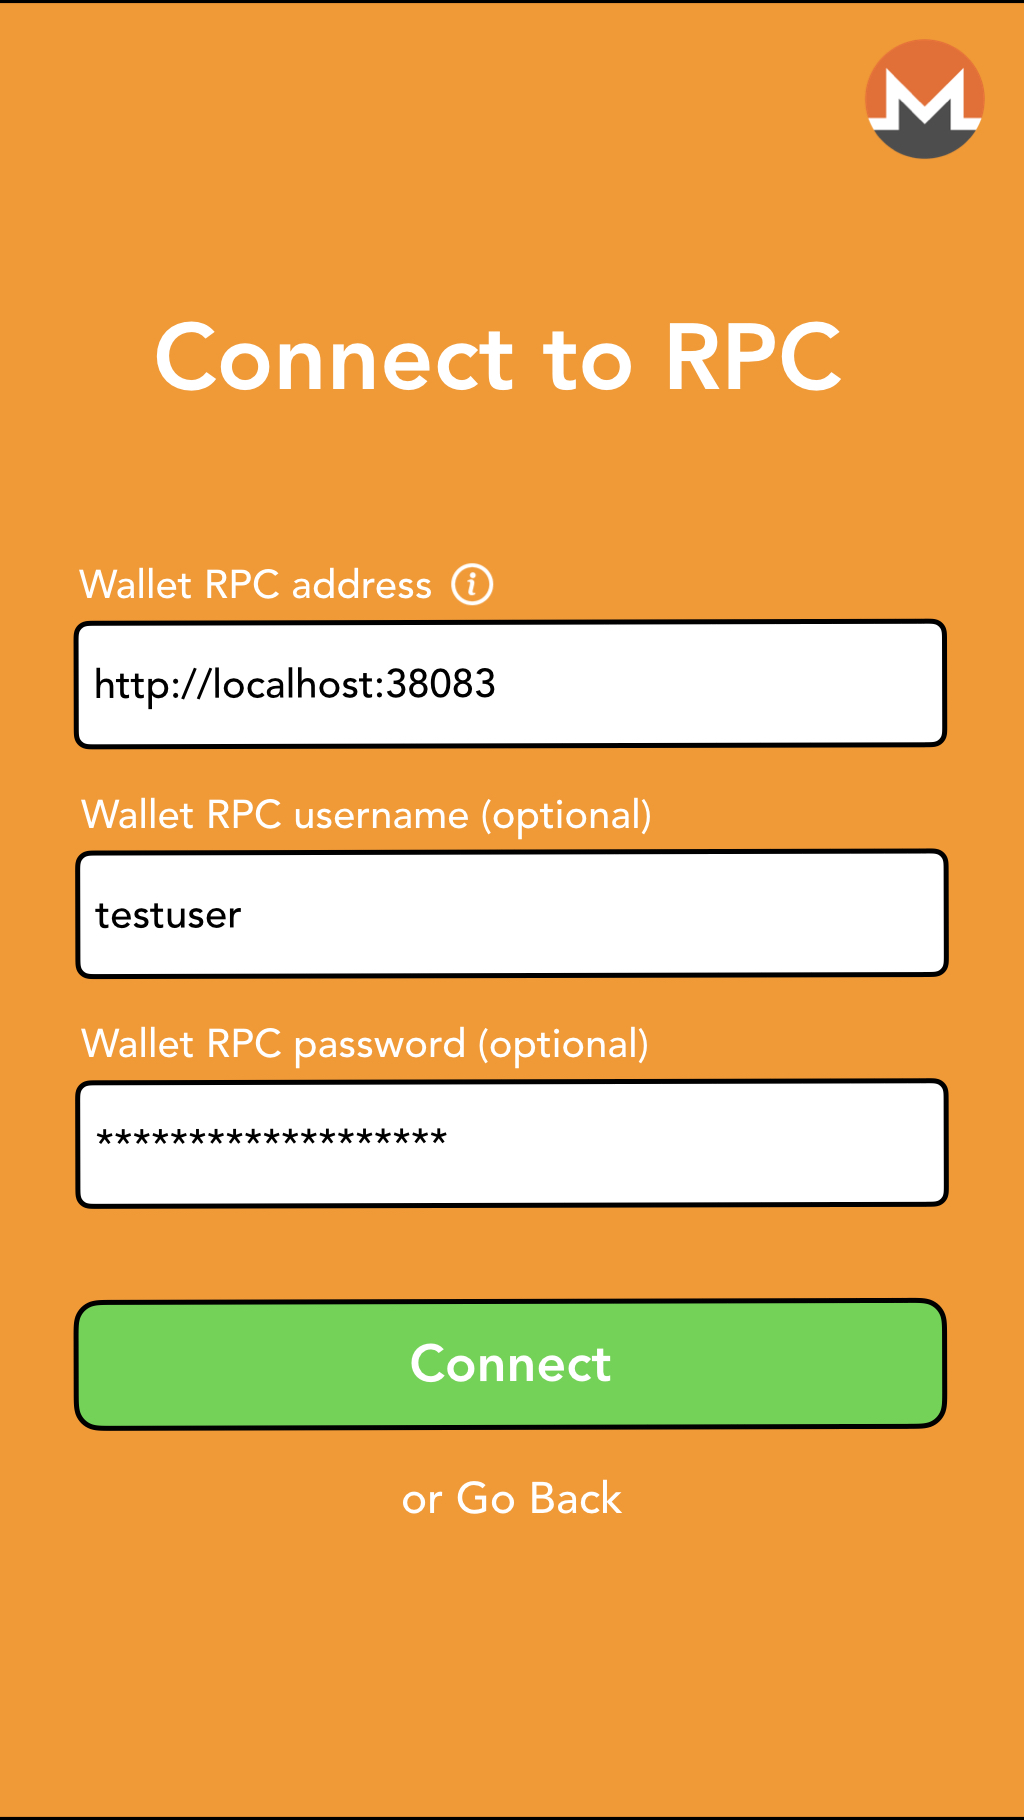 Connect to RPC
Wallet RPC address
http://localhost:38083
Wallet RPC username (optional)
testuser
Wallet RPC password (optional)
*******************
Connect
or Go Back